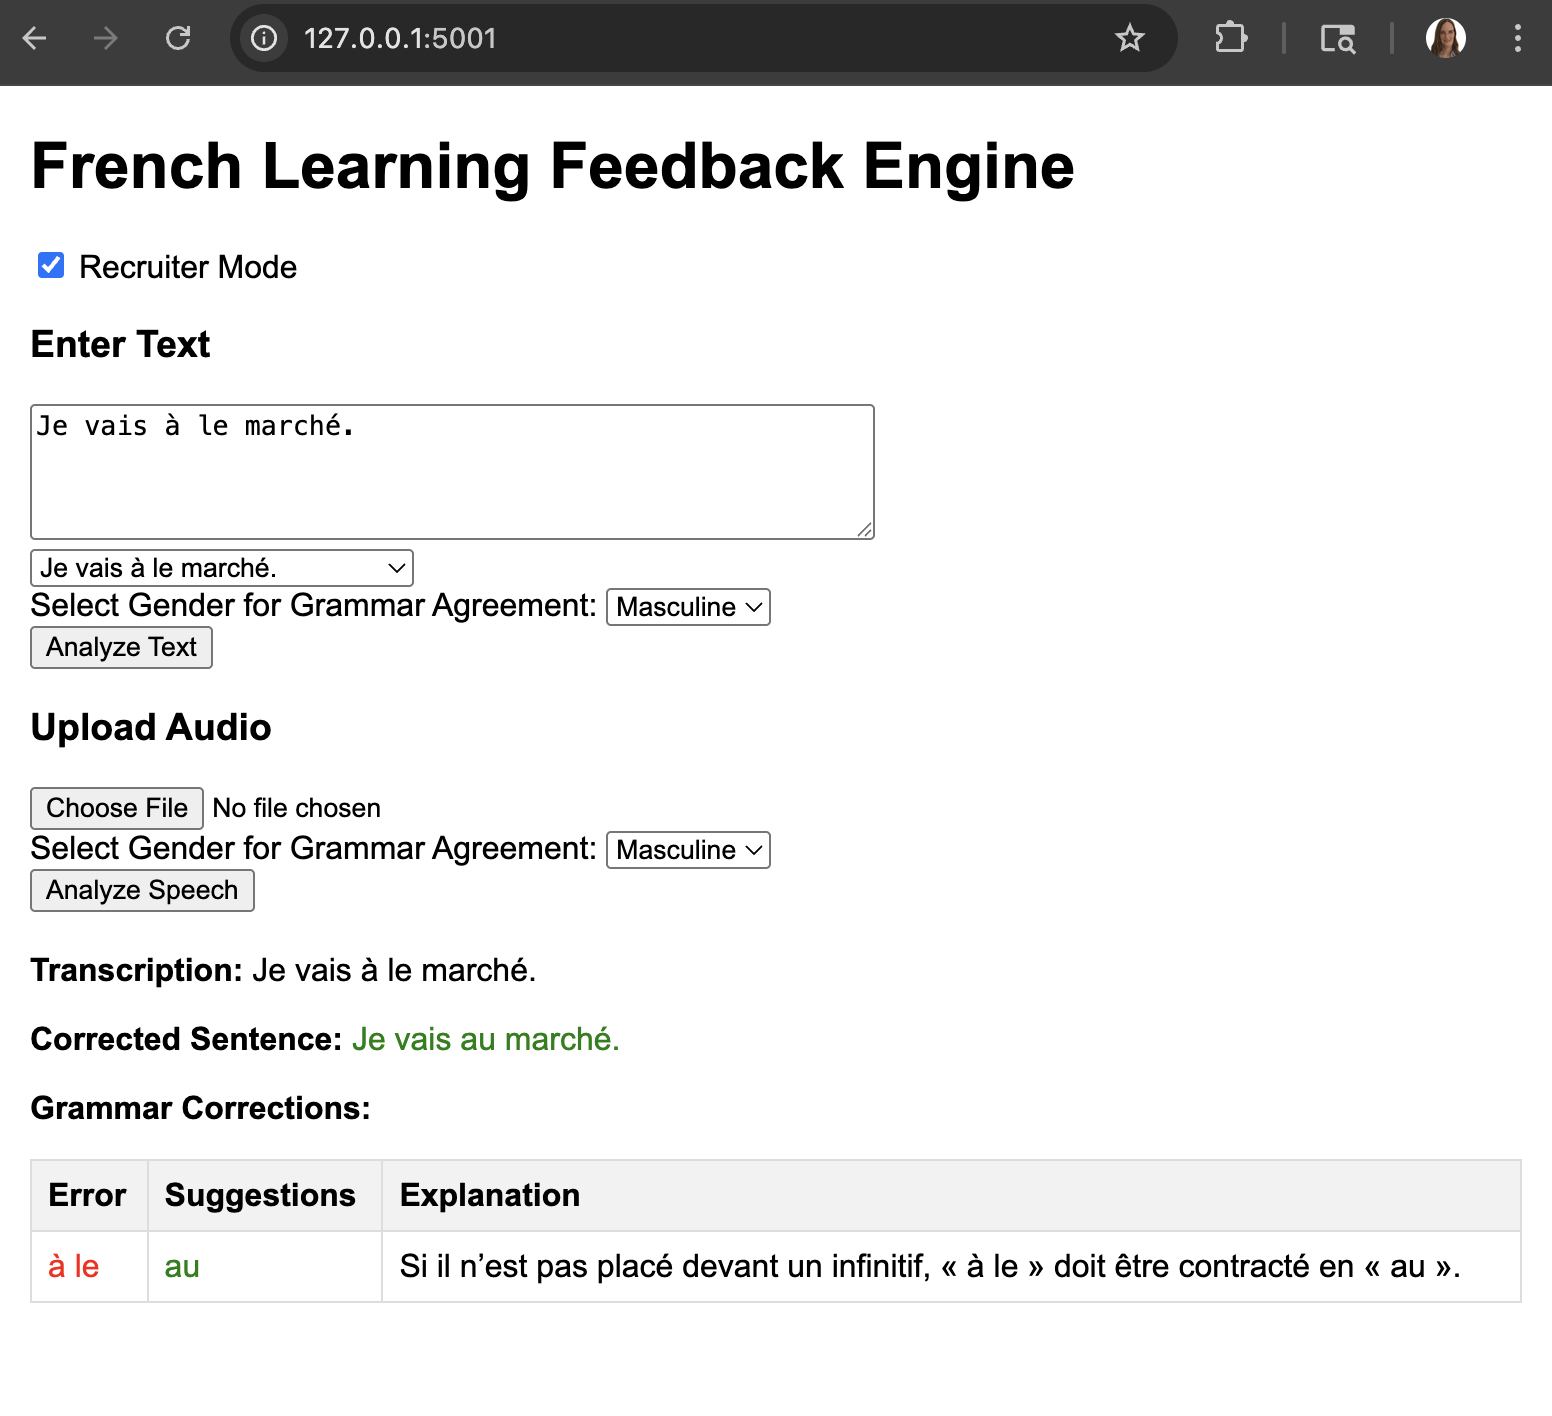 127.0.0.1:5001
French Learning Feedback Engine
Recruiter Mode
Enter Text
Je vais à le marché.
Je vais à le marché.
Select Gender for Grammar Agreement: Masculine
Analyze Text
Upload Audio
Choose File No file chosen
Select Gender for Grammar Agreement: Masculine
Analyze Speech
Transcription: Je vais à le marché.
Corrected Sentence: Je vais au marché.
Grammar Corrections:
Error Suggestions Explanation
à le au Si il n’est pas placé devant un infinitif, « à le » doit être contracté en « au ».